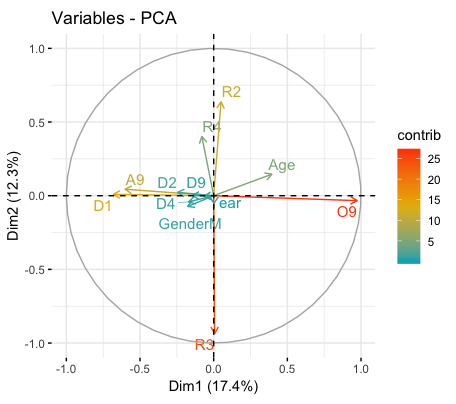 Variables - PCA
1.0
0.5
0.0
-0.5
-1.0
Dim2 (12.3%)
R2
R4
Age
A9
D2
D9
D1
D4
Year
GenderM
O9
R3
-1.0
-0.5
0.0
0.5
1.0
Dim1 (17.4%)
contrib
25
20
15
10
5